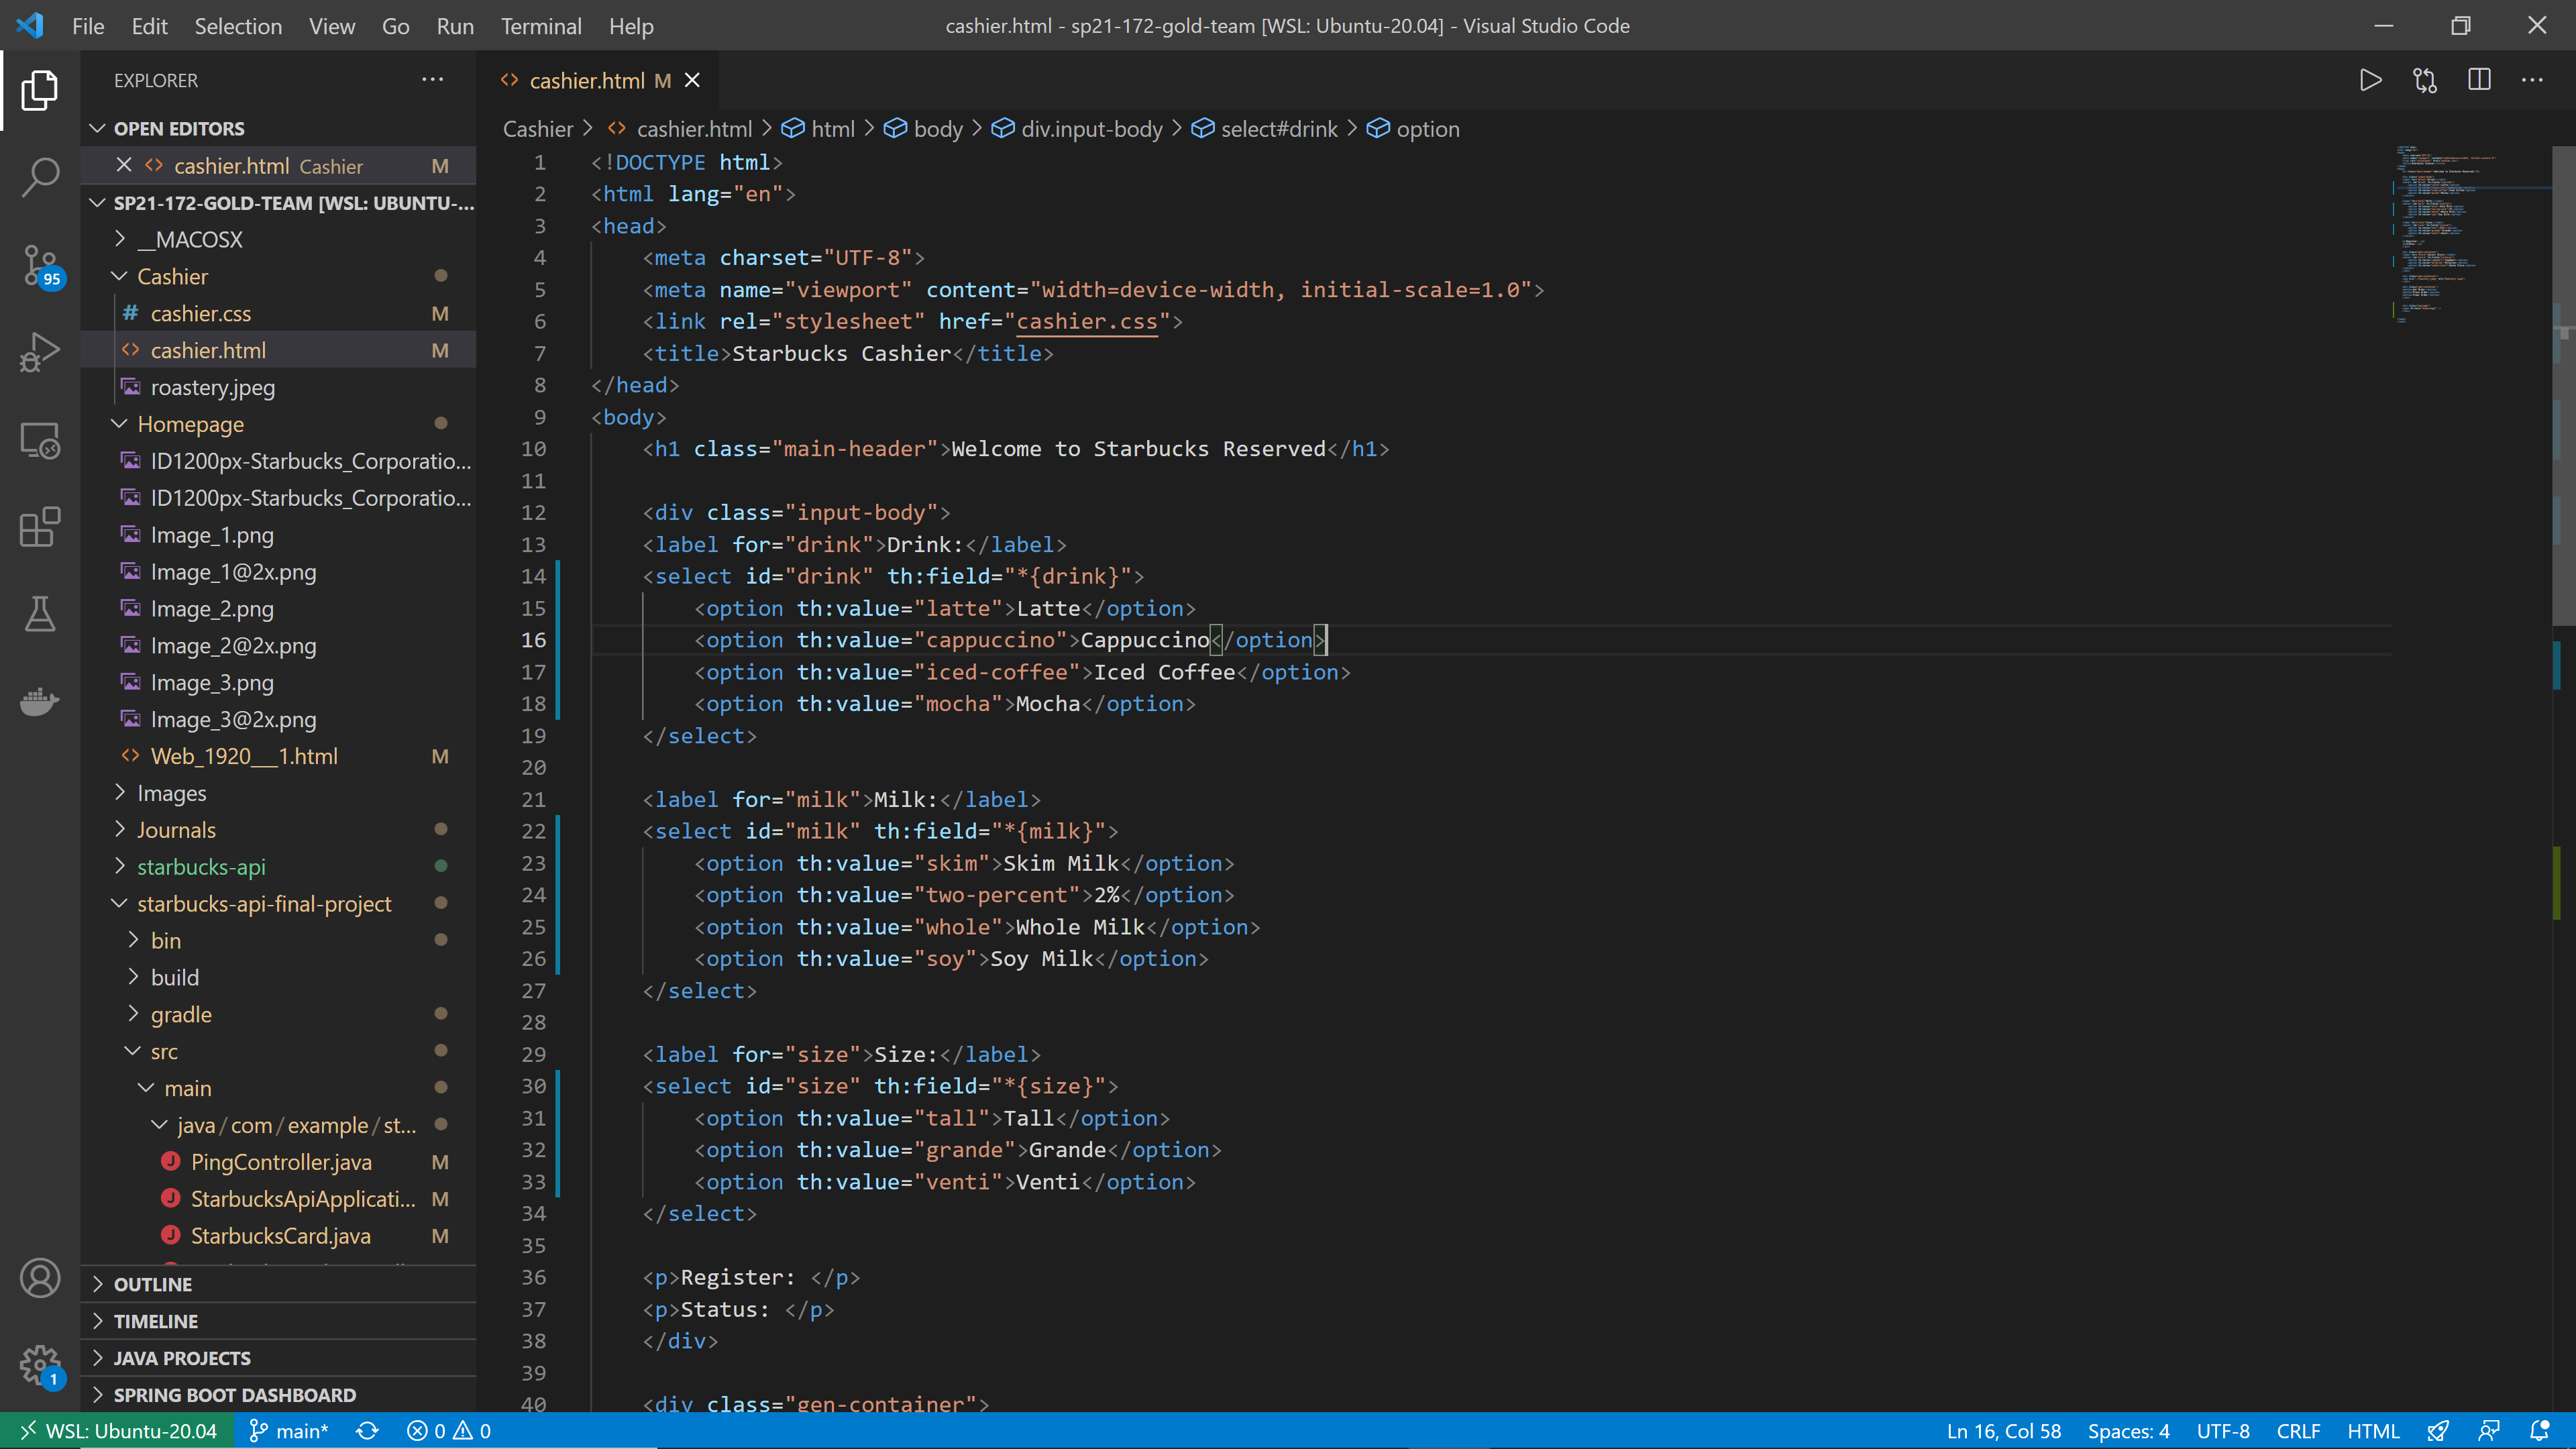 File Edit Selection View Go Run Terminal Help
cashier.html - sp21-172-gold-team [WSL: Ubuntu-20.04] - Visual Studio Code
EXPLORER
OPEN EDITORS
cashier.html Cashier M
SP21-172-GOLD-TEAM [WSL: UBUNTU-...
__MACOSX
Cashier
cashier.css M
cashier.html M
roastery.jpeg
Homepage
ID1200px-Starbucks_Corporatio...
ID1200px-Starbucks_Corporatio...
Image_1.png
Image_1@2x.png
Image_2.png
Image_2@2x.png
Image_3.png
Image_3@2x.png
Web_1920___1.html M
Images
Journals
starbucks-api
starbucks-api-final-project
bin
build
gradle
src
main
java/com/example/st...
PingController.java M
StarbucksApiApplicati... M
StarbucksCard.java M
OUTLINE
TIMELINE
JAVA PROJECTS
SPRING BOOT DASHBOARD
95
1
cashier.html M
Cashier > cashier.html > html > body > div.input-body > select#drink > option
1 <!DOCTYPE html>
2 <html lang="en">
3 <head>
4 <meta charset="UTF-8">
5 <meta name="viewport" content="width=device-width, initial-scale=1.0">
6 <link rel="stylesheet" href="cashier.css">
7 <title>Starbucks Cashier</title>
8 </head>
9 <body>
10 <h1 class="main-header">Welcome to Starbucks Reserved</h1>
11
12 <div class="input-body">
13 <label for="drink">Drink:</label>
14 <select id="drink" th:field="*{drink}">
15 <option th:value="latte">Latte</option>
16 <option th:value="cappuccino">Cappuccino</option>
17 <option th:value="iced-coffee">Iced Coffee</option>
18 <option th:value="mocha">Mocha</option>
19 </select>
20
21 <label for="milk">Milk:</label>
22 <select id="milk" th:field="*{milk}">
23 <option th:value="skim">Skim Milk</option>
24 <option th:value="two-percent">2%</option>
25 <option th:value="whole">Whole Milk</option>
26 <option th:value="soy">Soy Milk</option>
27 </select>
28
29 <label for="size">Size:</label>
30 <select id="size" th:field="*{size}">
31 <option th:value="tall">Tall</option>
32 <option th:value="grande">Grande</option>
33 <option th:value="venti">Venti</option>
34 </select>
35
36 <p>Register: </p>
37 <p>Status: </p>
38 </div>
39
40 <div class="gen-container">
WSL: Ubuntu-20.04 main* 0 0 Ln 16, Col 58 Spaces: 4 UTF-8 CRLF HTML